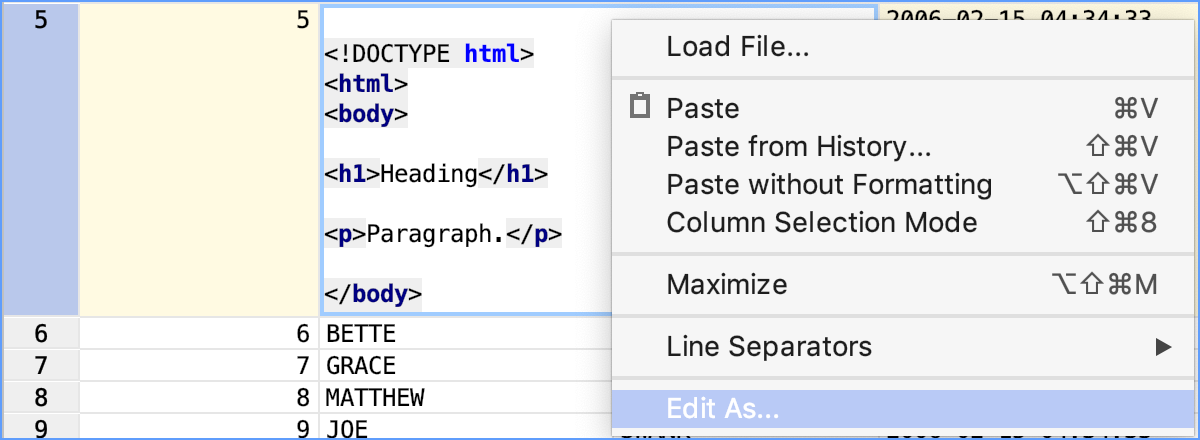 5 5 2006-02-15 04:34:33
<!DOCTYPE html>
<html>
<body>
<h1>Heading</h1>
<p>Paragraph.</p>
</body>
6 6 BETTE
7 7 GRACE
8 8 MATTHEW
9 9 JOE
Load File...
Paste ⌘V
Paste from History... ⇧⌘V
Paste without Formatting ⌥⇧⌘V
Column Selection Mode ⇧⌘8
Maximize ⌥⇧⌘M
Line Separators ▶
Edit As...